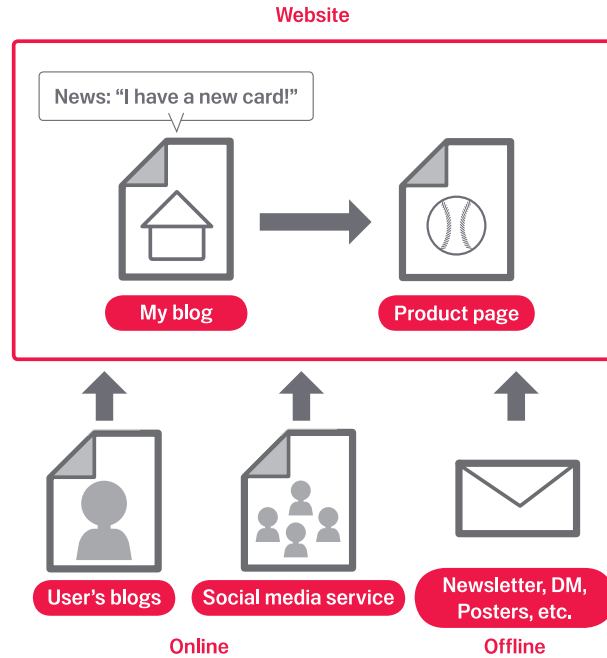 Website
News: “I have a new card!”
My blog
Product page
User's blogs
Social media service
Newsletter, DM,
Posters, etc.
Online
Offline